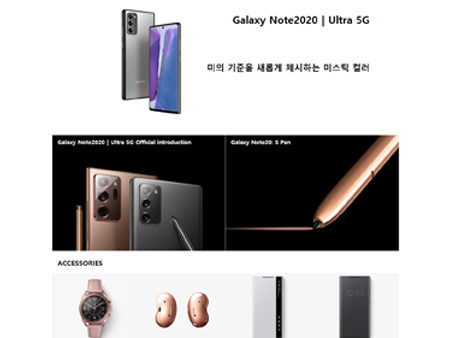 Galaxy Note2020 | Ultra 5G
미의 기준을 새롭게 제시하는 미스틱 컬러
Galaxy Note2020 | Ultra 5G Official introduction
Galaxy Note20: S Pen
ACCESSORIES